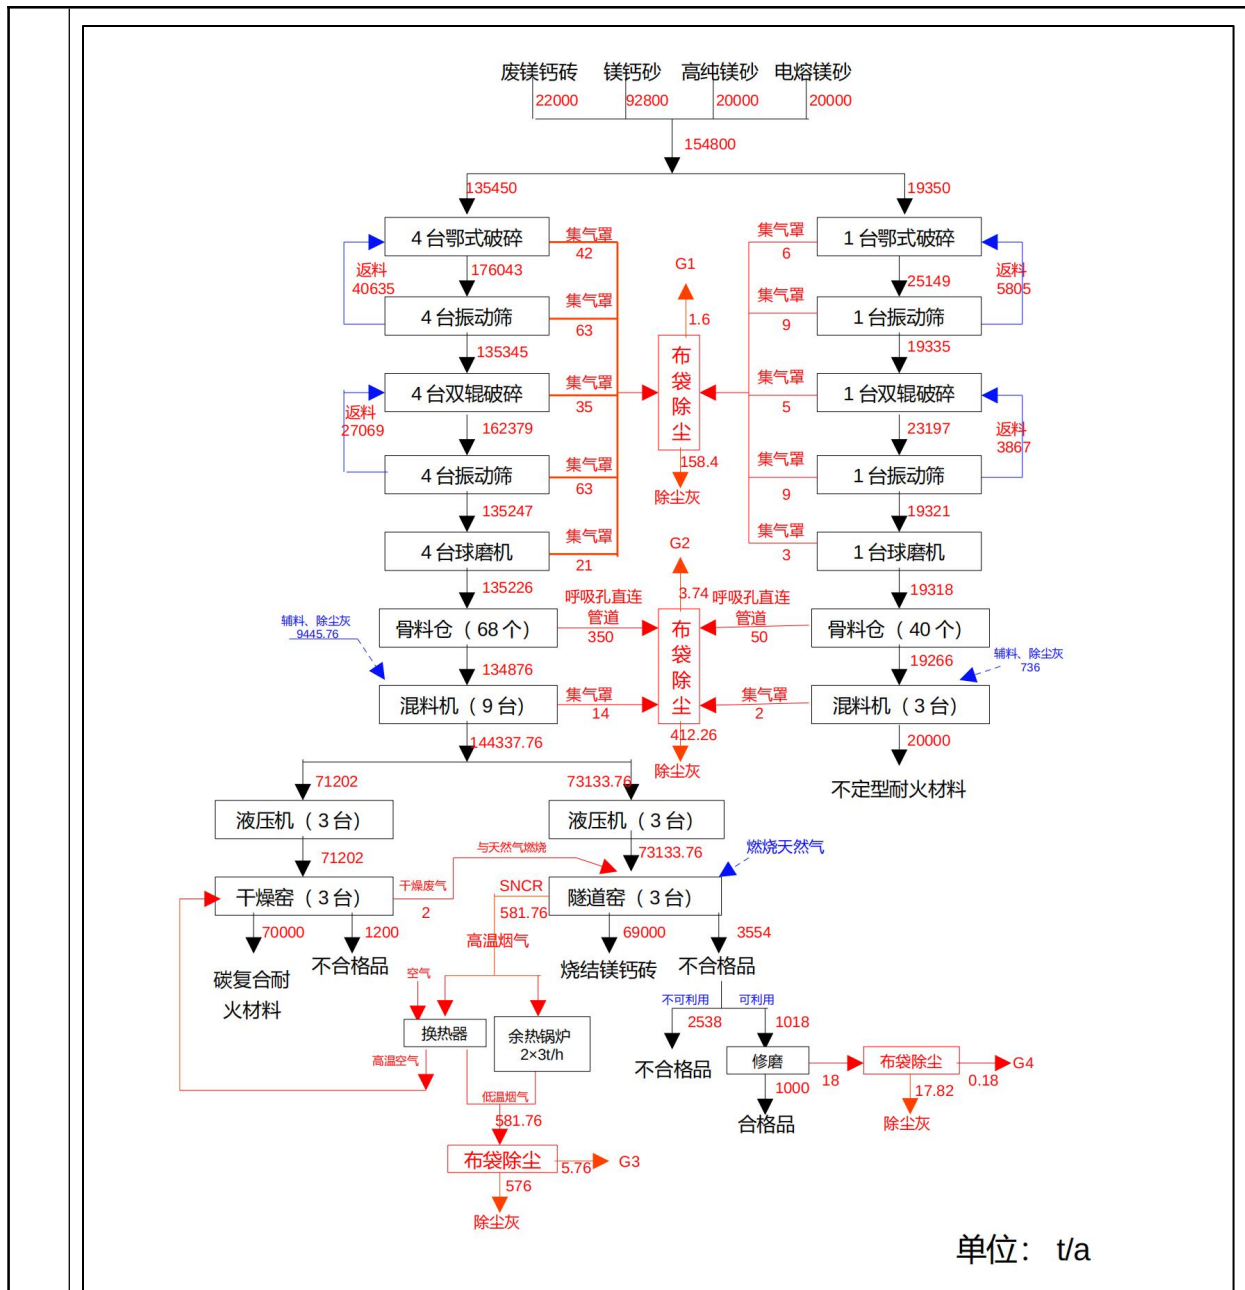 废镁钙砖 镁钙砂 高纯镁砂 电熔镁砂
22000 92800 20000 20000
154800
135450 19350
4 台鄂式破碎 集气罩 42 集气罩 6 1 台鄂式破碎
G1
返料 40635 176043 25149 返料 5805
4 台振动筛 集气罩 63 1.6 集气罩 9 1 台振动筛
135345 19335
布袋除尘
4 台双辊破碎 集气罩 35 集气罩 5 1 台双辊破碎
返料 27069 162379 23197 返料 3867
158.4
4 台振动筛 集气罩 63 除尘灰 集气罩 9 1 台振动筛
135247 19321
4 台球磨机 集气罩 21 G2 集气罩 3 1 台球磨机
135226 3.74 19318
骨料仓（ 68 个） 呼吸孔直连 管道 350 呼吸孔直连 管道 50 骨料仓（ 40 个）
布袋除尘
辅料、除尘灰 9445.76 134876 19266 辅料、除尘灰 736
混料机（ 9 台） 集气罩 14 集气罩 2 混料机（ 3 台）
144337.76 412.26 20000
除尘灰
不定型耐火材料
71202 73133.76
液压机（ 3 台） 液压机（ 3 台）
71202 与天然气燃烧 73133.76 燃烧天然气
干燥窑（ 3 台） 干燥废气 2 SNCR 581.76 隧道窑（ 3 台）
70000 1200 高温烟气 69000 3554
碳复合耐
火材料
不合格品 烧结镁钙砖 不合格品
空气 不可利用 可利用
2538 1018
换热器 余热锅炉
2×3t/h
不合格品 修磨 18 布袋除尘 0.18 G4
高温空气 1000 17.82
低温烟气 合格品 除尘灰
581.76
布袋除尘 5.76 G3
576
除尘灰
单位： t/a